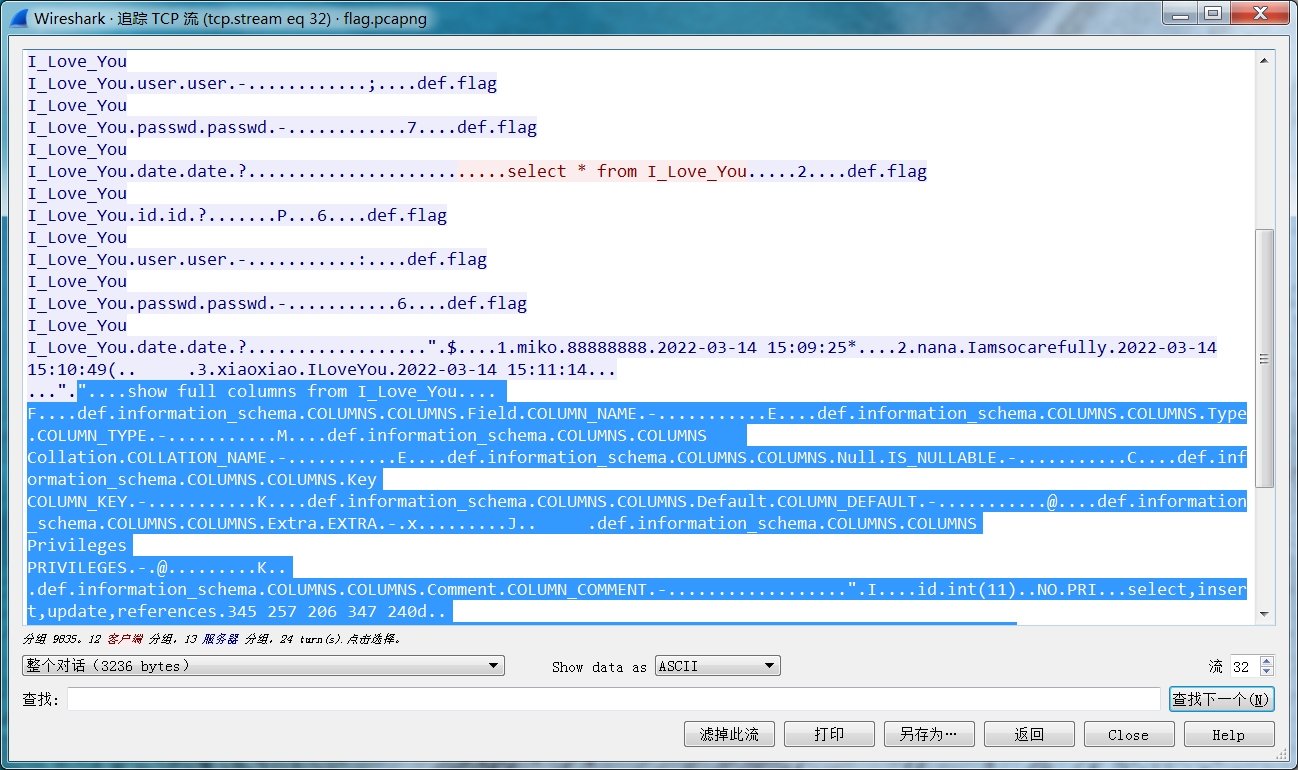 Wireshark · 追踪 TCP 流 (tcp.stream eq 32) · flag.pcapng
I_Love_You
I_Love_You.user.user.-............;....def.flag
I_Love_You
I_Love_You.passwd.passwd.-............7....def.flag
I_Love_You
I_Love_You.date.date.?..........................select * from I_Love_You.....2....def.flag
I_Love_You
I_Love_You.id.id.?.......P...6....def.flag
I_Love_You
I_Love_You.user.user.-...........:....def.flag
I_Love_You
I_Love_You.passwd.passwd.-...........6....def.flag
I_Love_You
I_Love_You.date.date.?..................".$....1.miko.88888888.2022-03-14 15:09:25*....2.nana.Iamsocarefully.2022-03-14
15:10:49(.. .3.xiaoxiao.ILoveYou.2022-03-14 15:11:14...
...".."....show full columns from I_Love_You....
F....def.information_schema.COLUMNS.COLUMNS.Field.COLUMN_NAME.-...........E....def.information_schema.COLUMNS.COLUMNS.Type
.COLUMN_TYPE.-...........M....def.information_schema.COLUMNS.COLUMNS
Collation.COLLATION_NAME.-...........E....def.information_schema.COLUMNS.COLUMNS.Null.IS_NULLABLE.-...........C....def.inf
ormation_schema.COLUMNS.COLUMNS.Key
COLUMN_KEY.-...........K....def.information_schema.COLUMNS.COLUMNS.Default.COLUMN_DEFAULT.-...........@....def.information
_schema.COLUMNS.COLUMNS.Extra.EXTRA.-.x.........J.. .def.information_schema.COLUMNS.COLUMNS
Privileges
PRIVILEGES.-.@.........K..
.def.information_schema.COLUMNS.COLUMNS.Comment.COLUMN_COMMENT.-..................".I....id.int(11)..NO.PRI...select,inser
t,update,references.345 257 206 347 240d..
分组 9835。12 客户端 分组，13 服务器 分组，24 turn(s).点击选择。
整个对话（3236 bytes）
Show data as
ASCII
流
32
查找:
查找下一个(N)
滤掉此流
打印
另存为…
返回
Close
Help